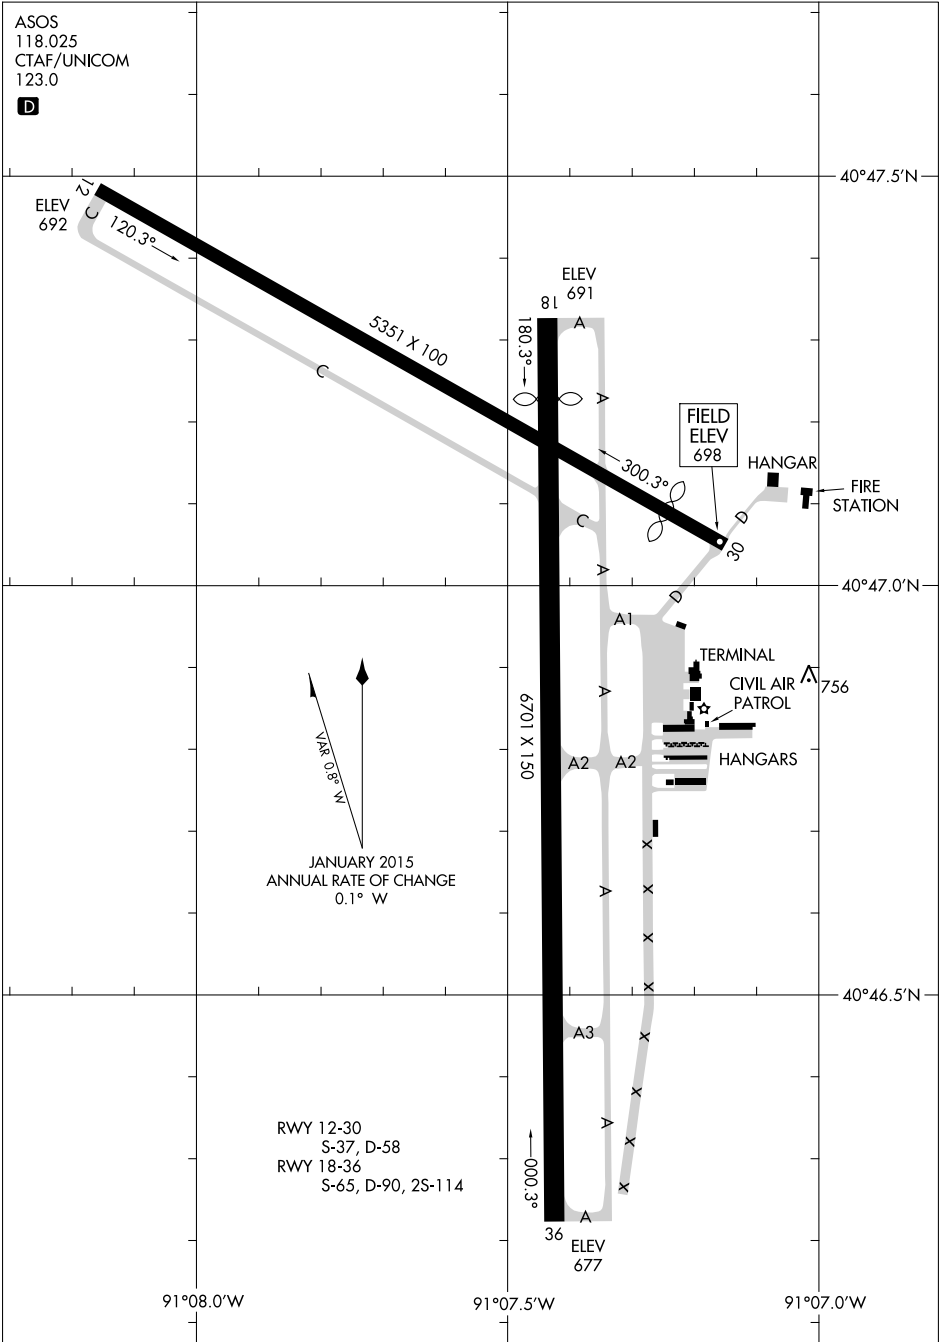 ASOS
118.025
CTAF/UNICOM
123.0
D
40°47.5'N
12
C
ELEV
692
120.3°
ELEV
691
18
A
5351 X 100
180.3°
C
A
FIELD
ELEV
698
300.3°
HANGAR
FIRE
STATION
D
C
30
A
40°47.0'N
D
A1
TERMINAL
CIVIL AIR
PATROL
756
A
6701 X 150
VAR 0.8° W
A2
A2
HANGARS
X
JANUARY 2015
ANNUAL RATE OF CHANGE
0.1° W
X
A
X
X
40°46.5'N
A3
X
X
A
X
RWY 12-30
S-37, D-58
RWY 18-36
S-65, D-90, 2S-114
000.3°
X
A
36
ELEV
677
91°08.0'W
91°07.5'W
91°07.0'W